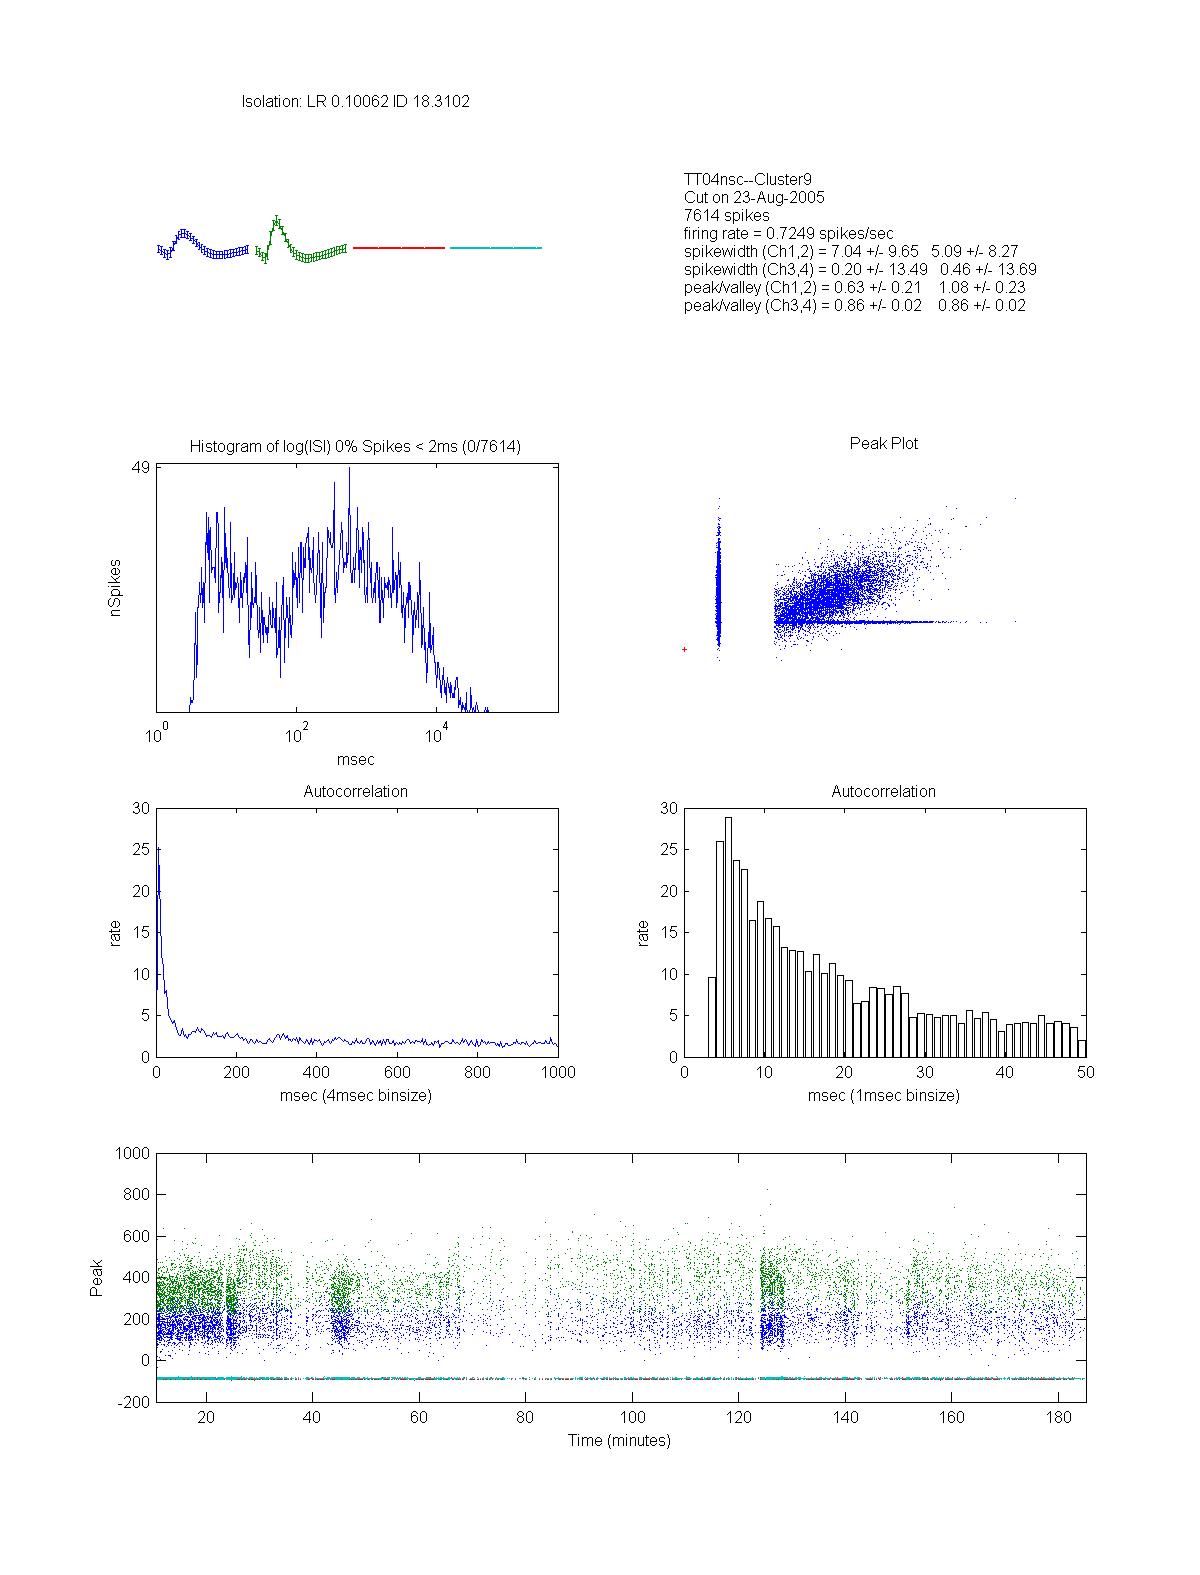 Isolation: LR 0.10062 ID 18.3102
TT04nsc--Cluster9
Cut on 23-Aug-2005
7614 spikes
firing rate = 0.7249 spikes/sec
spikewidth (Ch1,2) = 7.04 +/- 9.65   5.09 +/- 8.27
spikewidth (Ch3,4) = 0.20 +/- 13.49   0.46 +/- 13.69
peak/valley (Ch1,2) = 0.63 +/- 0.21   1.08 +/- 0.23
peak/valley (Ch3,4) = 0.86 +/- 0.02   0.86 +/- 0.02
Histogram of log(ISI) 0% Spikes < 2ms (0/7614)
49
nSpikes
10^0 10^2 10^4
msec
Peak Plot
Autocorrelation
30
25
20
15
10
5
0
rate
0 200 400 600 800 1000
msec (4msec binsize)
Autocorrelation
30
25
20
15
10
5
0
rate
0 10 20 30 40 50
msec (1msec binsize)
1000
800
600
400
200
0
-200
Peak
20 40 60 80 100 120 140 160 180
Time (minutes)